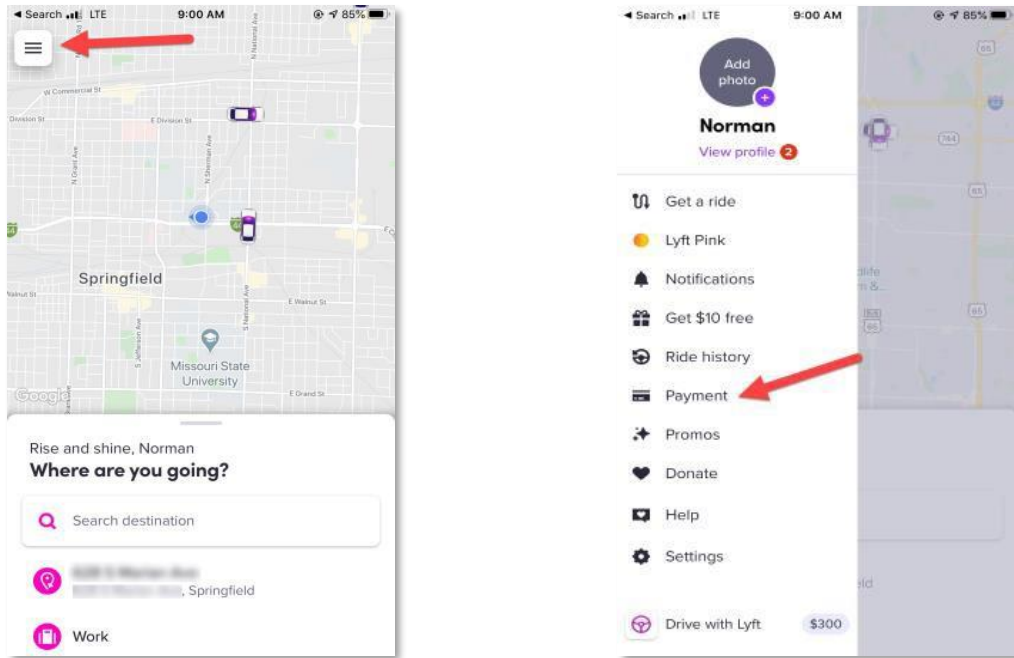 Search LTE 9:00 AM 85%
W Commercial St
N National Ave
Division St
E Division St
N Grant Ave
N Sherman Ave
44
Springfield
Walnut St
E Walnut St
S Jefferson Ave
S National Ave
Missouri State
University
E Grand St
Google
Rise and shine, Norman
Where are you going?
Search destination
, Springfield
Work
Search LTE 9:00 AM 85%
Add
photo
Norman
View profile 2
Get a ride
Lyft Pink
Notifications
Get $10 free
Ride history
Payment
Promos
Donate
Help
Settings
Drive with Lyft $300
65
744
65
65